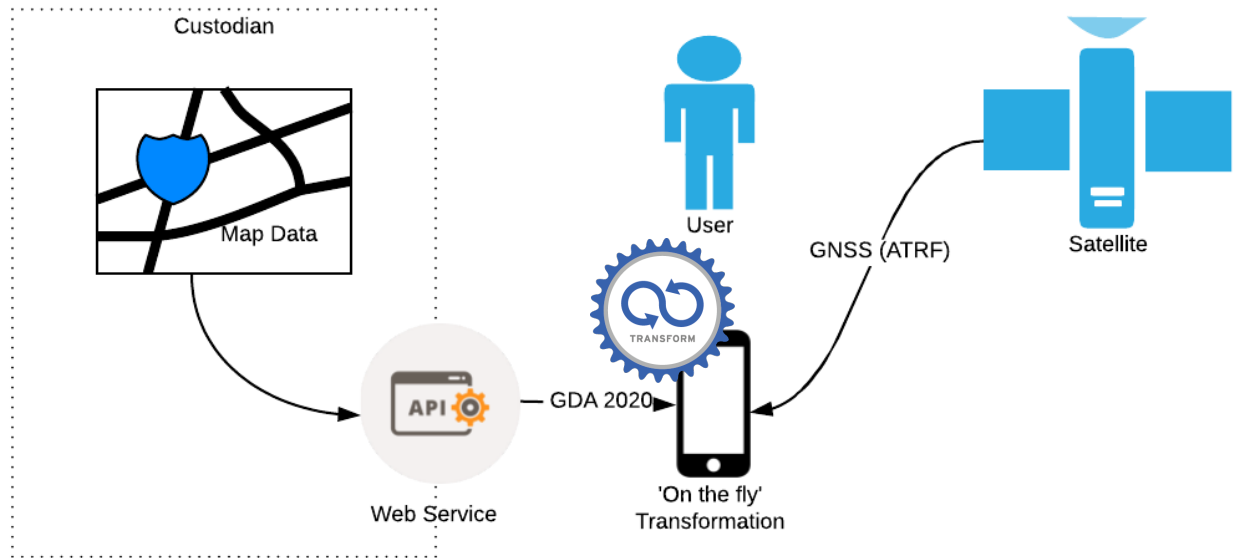 Custodian
Map Data
User
Satellite
GNSS (ATRF)
TRANSFORM
API
GDA 2020
Web Service
'On the fly'
Transformation